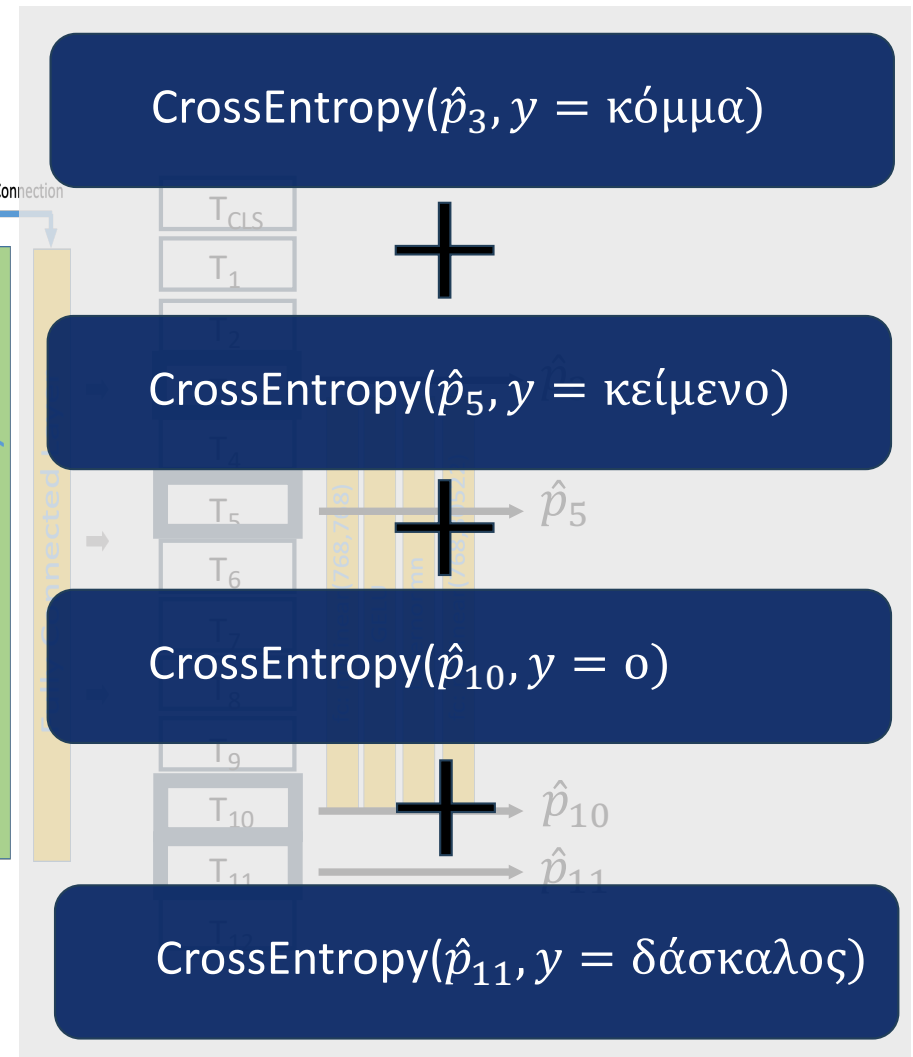 CrossEntropy(p̂₃, y = κόμμα)
Connection
T_CLS
T₁
T₂
CrossEntropy(p̂₅, y = κείμενο)
T₄
T₅
p̂₅
T₆
CrossEntropy(p̂₁₀, y = ο)
T₈
T₉
T₁₀
p̂₁₀
T₁₁
p̂₁₁
CrossEntropy(p̂₁₁, y = δάσκαλος)